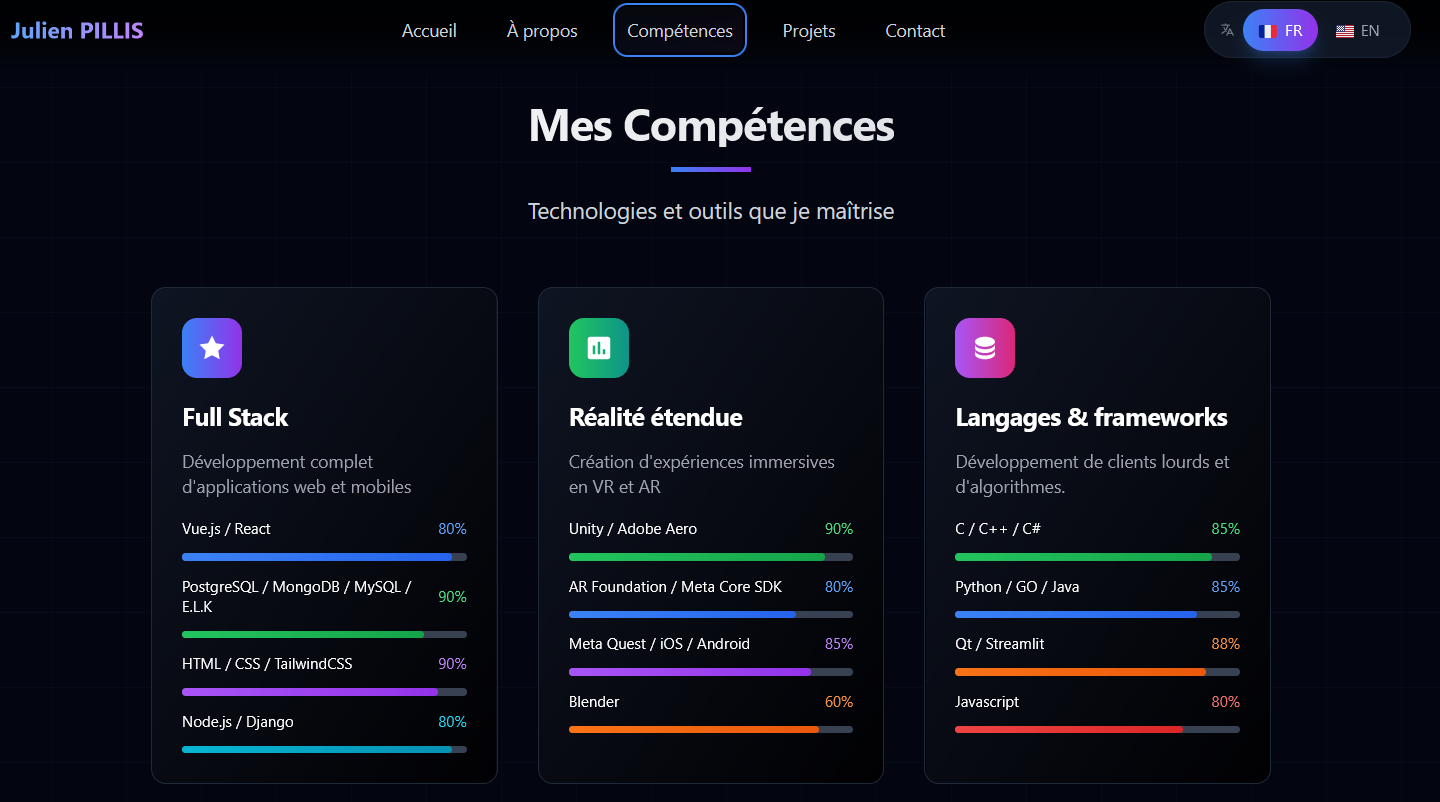 Julien PILLIS
Accueil
À propos
Compétences
Projets
Contact
FR
EN
Mes Compétences
Technologies et outils que je maîtrise
Full Stack
Développement complet
d'applications web et mobiles
Vue.js / React 80%
PostgreSQL / MongoDB / MySQL /
E.L.K
90%
HTML / CSS / TailwindCSS 90%
Node.js / Django 80%
Réalité étendue
Création d'expériences immersives
en VR et AR
Unity / Adobe Aero 90%
AR Foundation / Meta Core SDK 80%
Meta Quest / iOS / Android 85%
Blender 60%
Langages & frameworks
Développement de clients lourds et
d'algorithmes.
C / C++ / C# 85%
Python / GO / Java 85%
Qt / Streamlit 88%
Javascript 80%